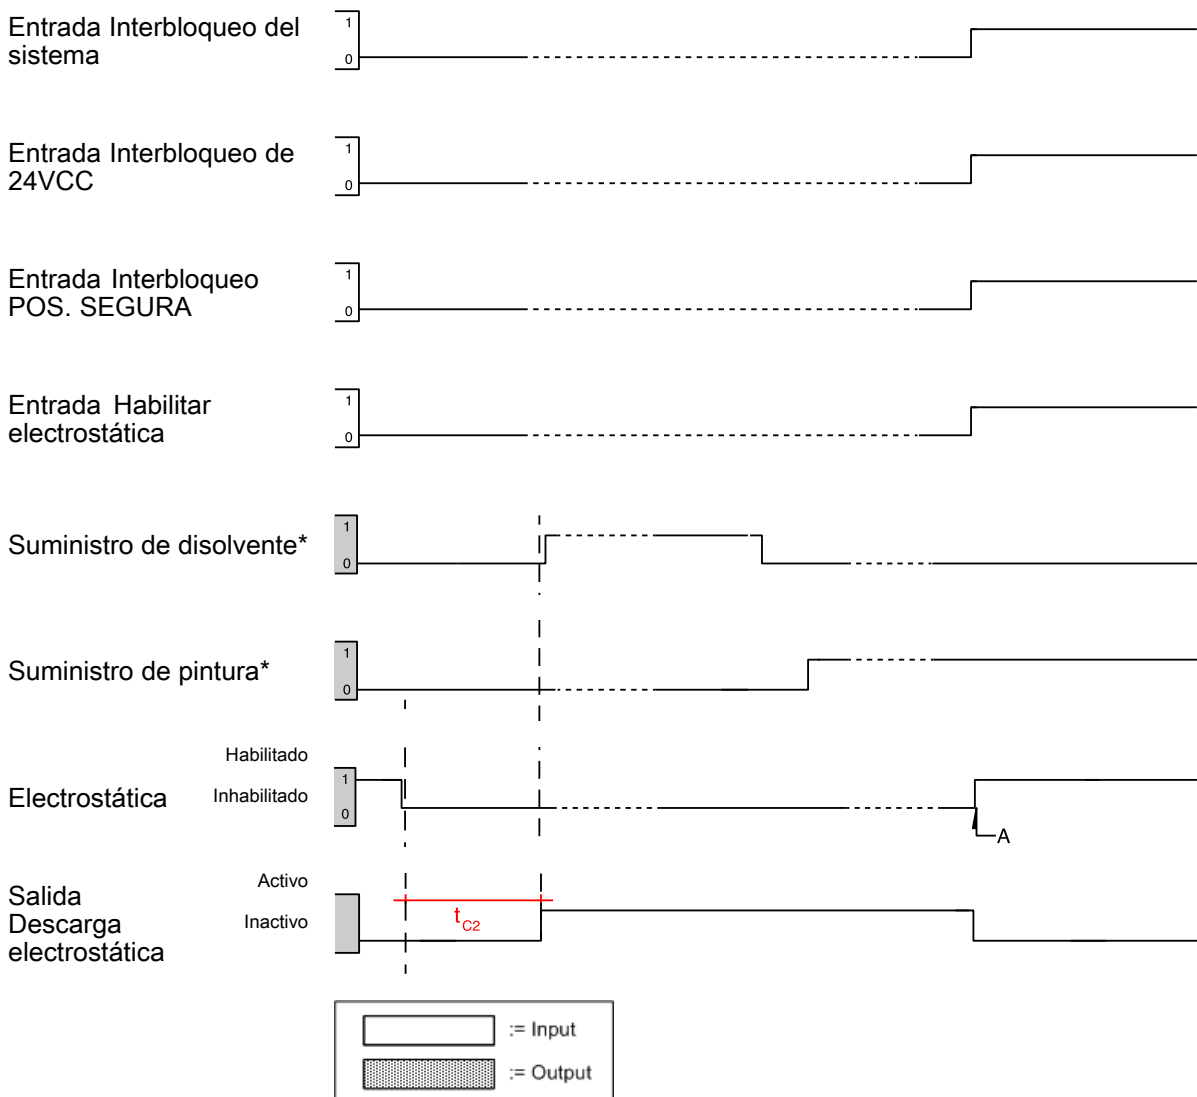 Entrada Interbloqueo del
sistema
1
0
Entrada Interbloqueo de
24VCC
1
0
Entrada Interbloqueo
POS. SEGURA
1
0
Entrada Habilitar
electrostática
1
0
Suministro de disolvente*
1
0
Suministro de pintura*
1
0
Electrostática
Habilitado
Inhabilitado
1
0
A
Salida
Descarga
electrostática
Activo
Inactivo
tC2
:= Input
:= Output